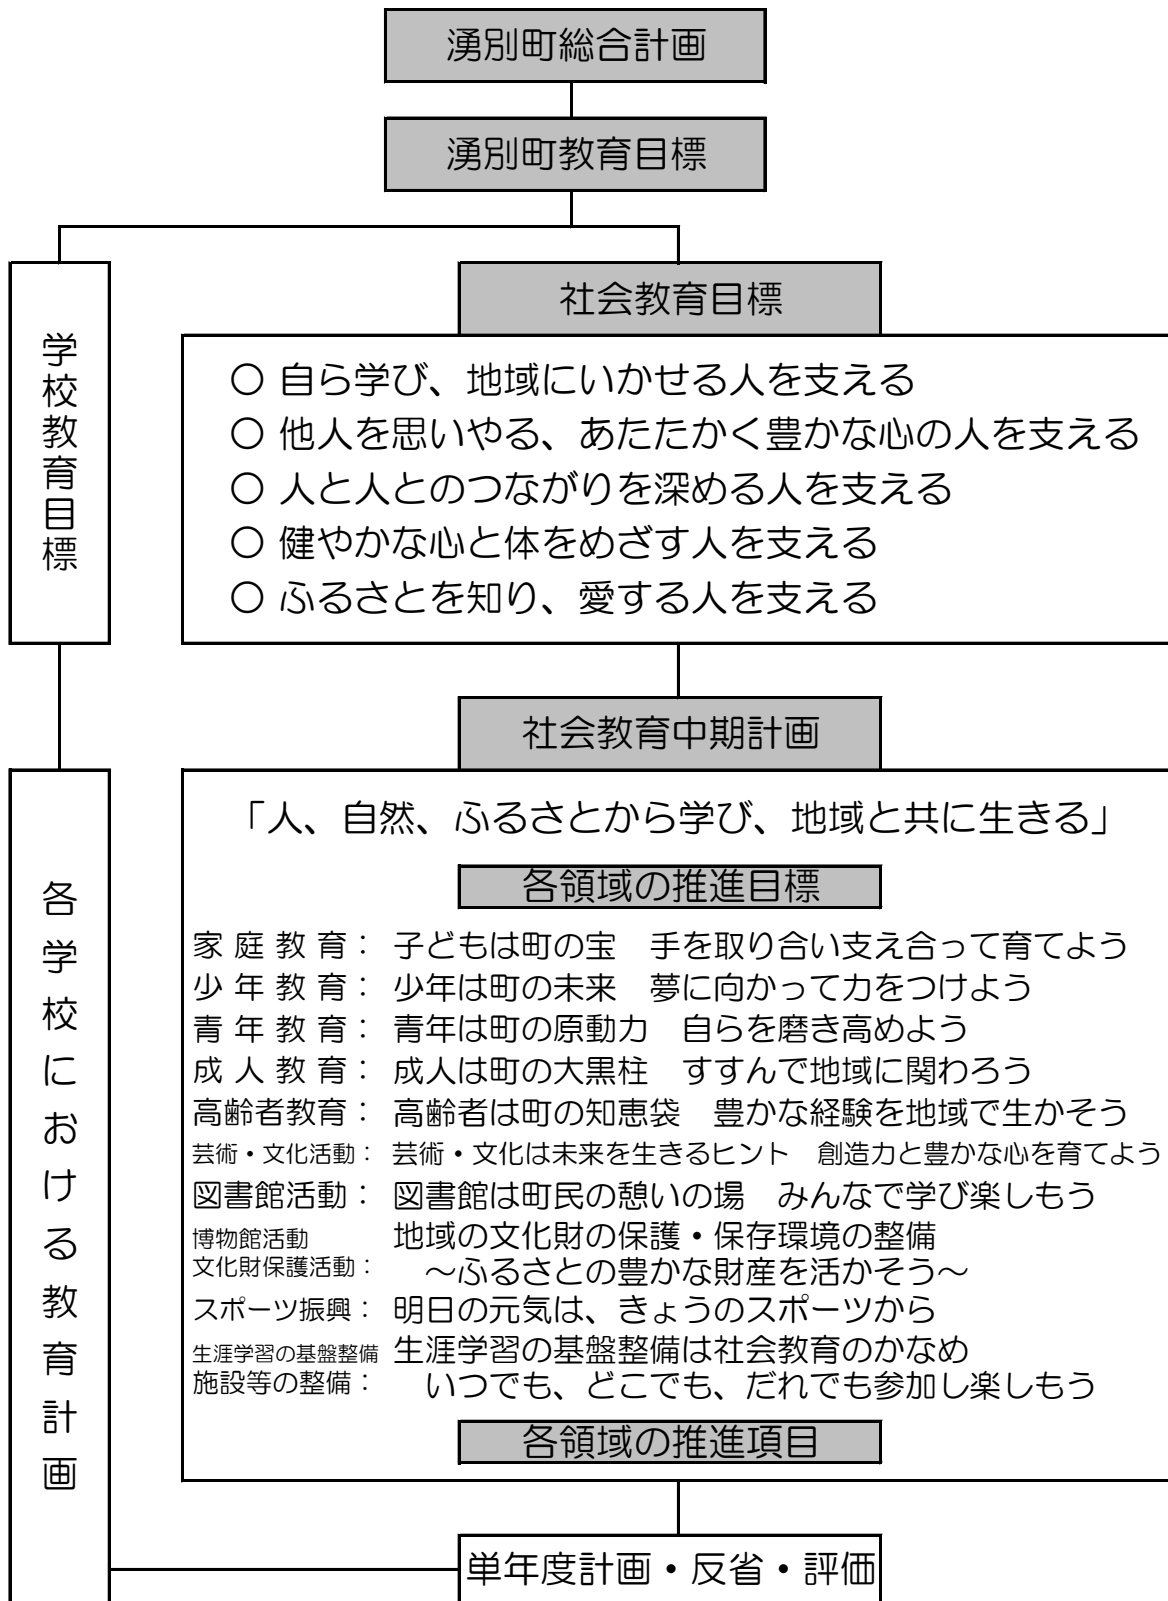 湧別町総合計画
湧別町教育目標
学校教育目標
社会教育目標
○ 自ら学び、地域にいかせる人を支える
○ 他人を思いやる、あたたかく豊かな心の人を支える
○ 人と人とのつながりを深める人を支える
○ 健やかな心と体をめざす人を支える
○ ふるさとを知り、愛する人を支える
各学校における教育計画
社会教育中期計画
「人、自然、ふるさとから学び、地域と共に生きる」
各領域の推進目標
家庭教育： 子どもは町の宝　手を取り合い支え合って育てよう
少年教育： 少年は町の未来　夢に向かって力をつけよう
青年教育： 青年は町の原動力　自らを磨き高めよう
成人教育： 成人は町の大黒柱　すすんで地域に関わろう
高齢者教育： 高齢者は町の知恵袋　豊かな経験を地域で生かそう
芸術・文化活動： 芸術・文化は未来を生きるヒント　創造力と豊かな心を育てよう
図書館活動： 図書館は町民の憩いの場　みんなで学び楽しもう
博物館活動 地域の文化財の保護・保存環境の整備
文化財保護活動： ～ふるさとの豊かな財産を活かそう～
スポーツ振興： 明日の元気は、きょうのスポーツから
生涯学習の基盤整備 生涯学習の基盤整備は社会教育のかなめ
施設等の整備： いつでも、どこでも、だれでも参加し楽しもう
各領域の推進項目
単年度計画・反省・評価